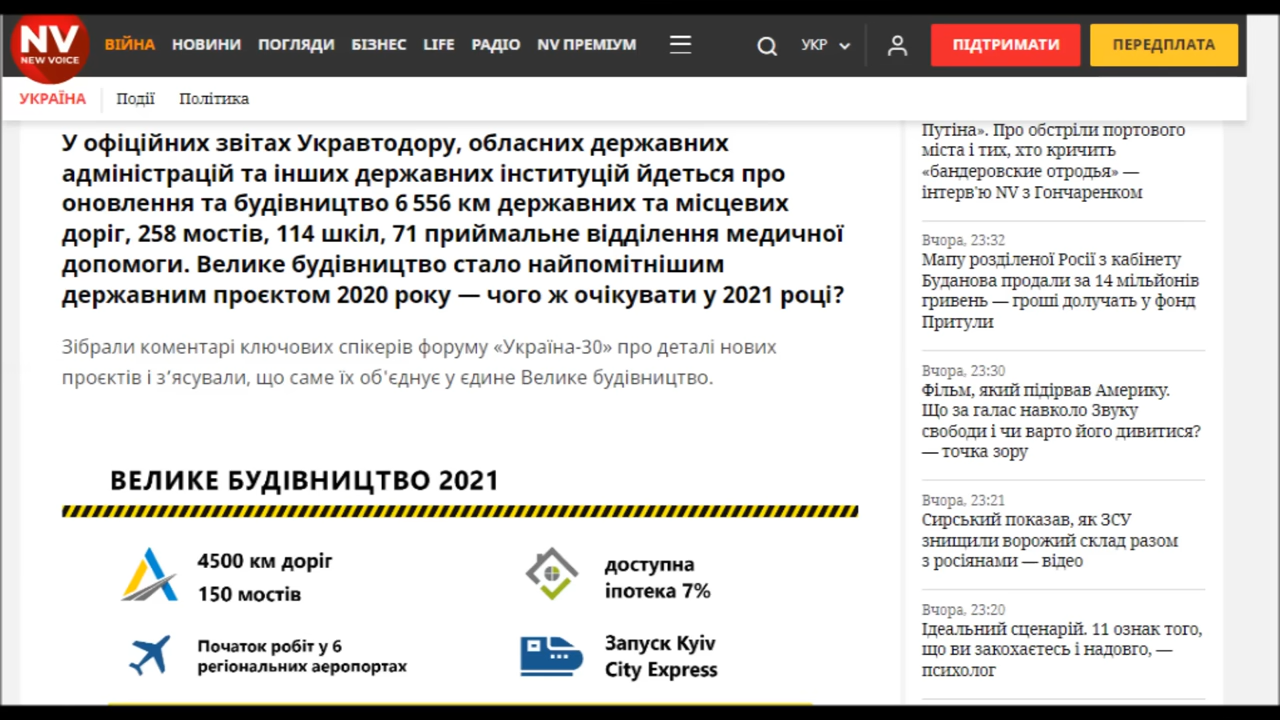 NV
NEW VOICE
ВІЙНА НОВИНИ ПОГЛЯДИ БІЗНЕС LIFE РАДІО NV ПРЕМІУМ
УКР
ПІДТРИМАТИ
ПЕРЕДПЛАТА
УКРАЇНА Події Політика
У офіційних звітах Укравтодору, обласних державних
адміністрацій та інших державних інституцій йдеться про
оновлення та будівництво 6 556 км державних та місцевих
доріг, 258 мостів, 114 шкіл, 71 приймальне відділення медичної
допомоги. Велике будівництво стало найпомітнішим
державним проєктом 2020 року — чого ж очікувати у 2021 році?
Зібрали коментарі ключових спікерів форуму «Україна-30» про деталі нових
проєктів і з’ясували, що саме їх об'єднує у єдине Велике будівництво.
ВЕЛИКЕ БУДІВНИЦТВО 2021
4500 км доріг
150 мостів
доступна
іпотека 7%
Початок робіт у 6
регіональних аеропортах
Запуск Kyiv
City Express
Путіна». Про обстріли портового
міста і тих, хто кричить
«бандеровские отродья» —
інтерв'ю NV з Гончаренком
Вчора, 23:32
Мапу розділеної Росії з кабінету
Буданова продали за 14 мільйонів
гривень — гроші долучать у фонд
Притули
Вчора, 23:30
Фільм, який підірвав Америку.
Що за галас навколо Звуку
свободи і чи варто його дивитися?
— точка зору
Вчора, 23:21
Сирський показав, як ЗСУ
знищили ворожий склад разом
з росіянами — відео
Вчора, 23:20
Ідеальний сценарій. 11 ознак того,
що ви закохаєтесь і надовго, —
психолог